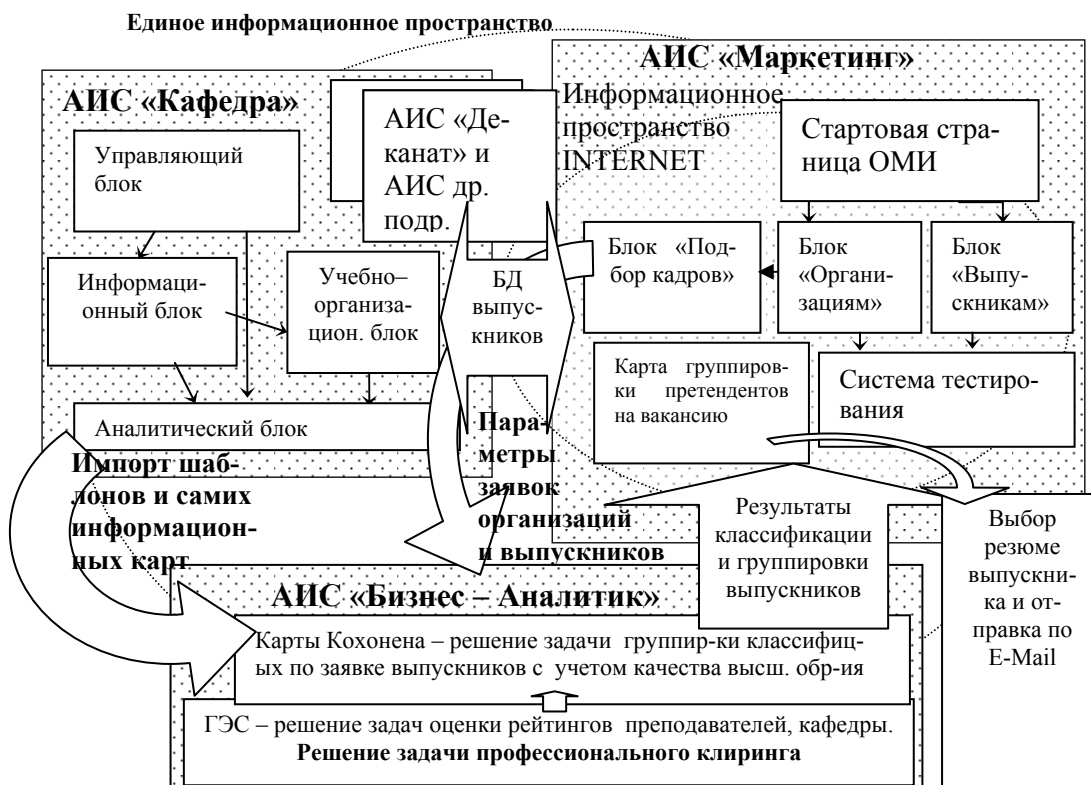 Единое информационное пространство
АИС «Кафедра»
Управляющий
блок
Информаци-
онный блок
Учебно–
организа-
цион. блок
Аналитический блок
АИС «Де-
канат» и
АИС др.
подр.
БД
выпус-
кников
АИС «Маркетинг»
Информационное
пространство
INTERNET
Стартовая стра-
ница ОМИ
Блок «Под-
бор кадров»
Блок
«Органи-
зациям»
Блок
«Выпу-
скникам»
Карта группиров-
ки претендентов
на вакансию
Система тестиро-
вания
Импорт шаб-
лонов и самих
информацион-
ных карт
Пара-
метры
заявок
организаций
и выпускников
Результаты
классификации
и группировки
выпускников
Выбор
резюме
выпускни-
ка и от-
правка по
E-Mail
АИС «Бизнес – Аналитик»
Карты Кохонена – решение задачи группир-ки классифиц-
ых по заявке выпускников с учетом качества высш. обр-ия
ГЭС – решение задач оценки рейтингов преподавателей, кафедры.
Решение задачи профессионального клиринга